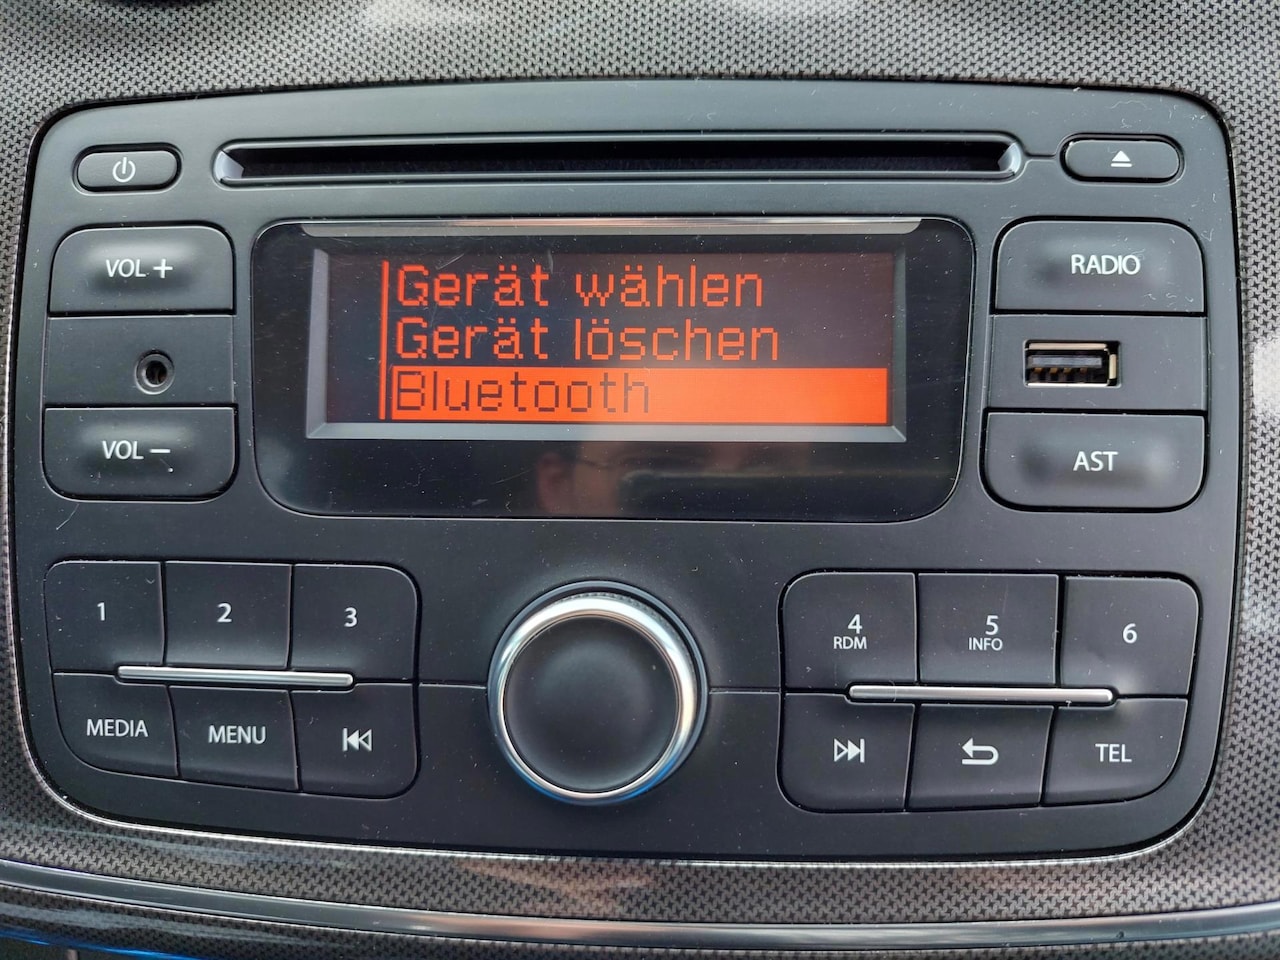 VOL +
Gerät wählen
Gerät löschen
Bluetooth
RADIO
VOL –
AST
1
2
3
4
RDM
5
INFO
6
MEDIA
MENU
TEL